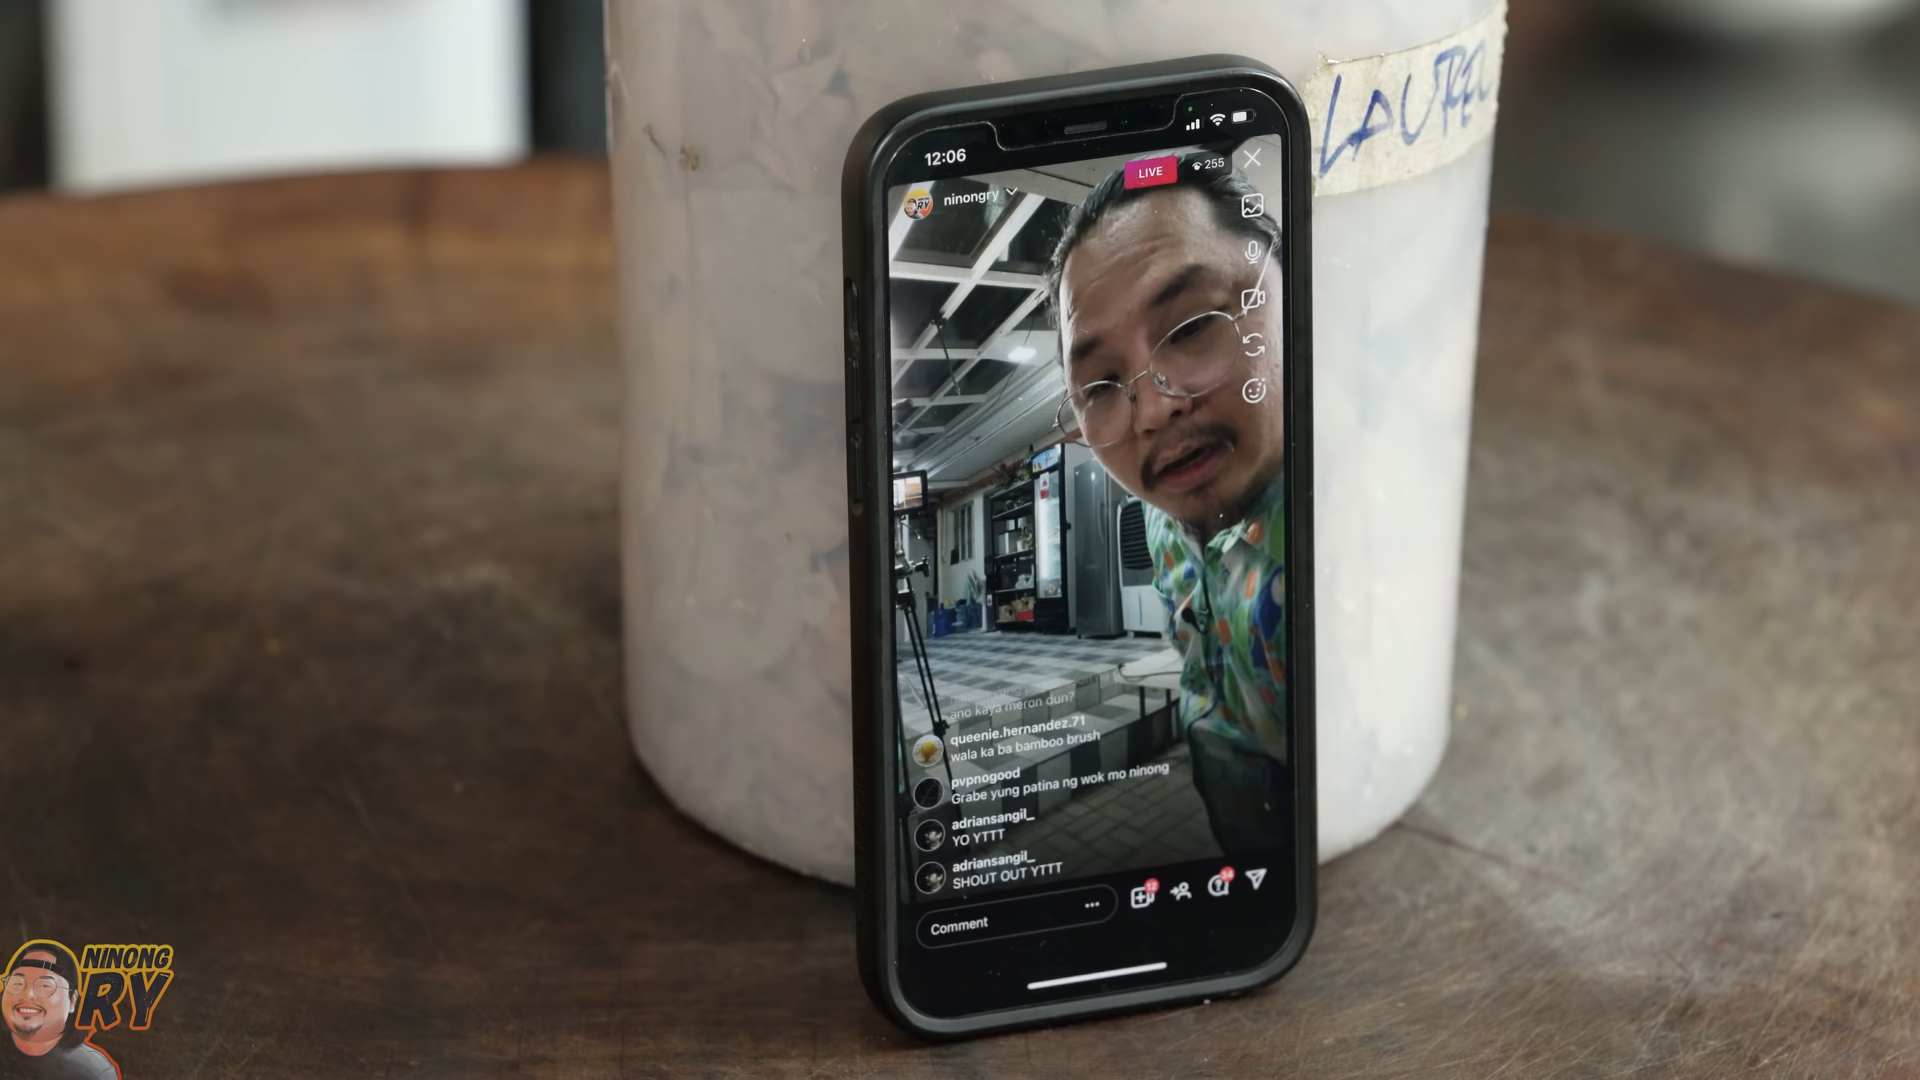 LAUREL
12:06
LIVE
255
ninongry
ano kaya meron dun?
queenie.hernandez.71
wala ka ba bamboo brush
pvpnogood
Grabe yung patina ng wok mo ninong
adriansangil_
YO YTTT
adriansangil_
SHOUT OUT YTTT
Comment
12
NINONG
RY